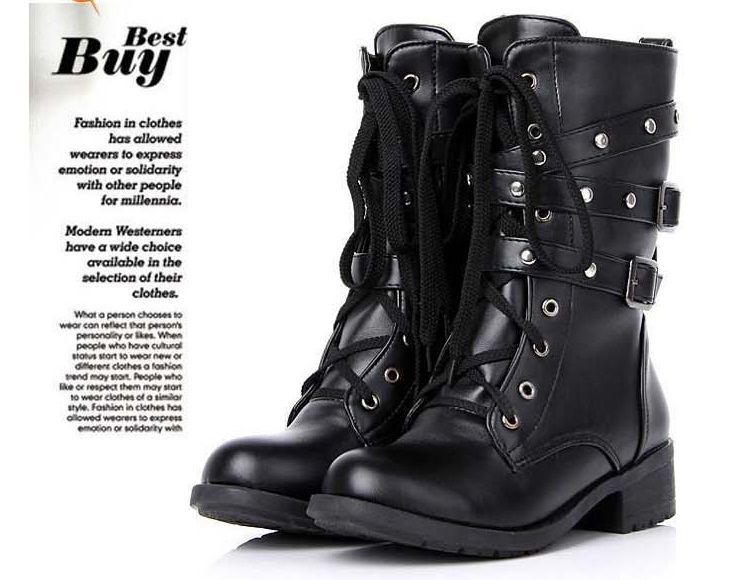 Best
Buy
Fashion in clothes
has allowed
wearers to express
emotion or solidarity
with other people
for millennia.
Modern Westerners
have a wide choice
available in the
selection of their
clothes.
What a person chooses to
wear can reflect that person's
personality or likes. When
people who have cultural
status start to wear new or
different clothes a fashion
trend may start. People who
like or respect them may start
to wear clothes of a similar
style. Fashion in clothes has
allowed wearers to express
emotion or solidarity with